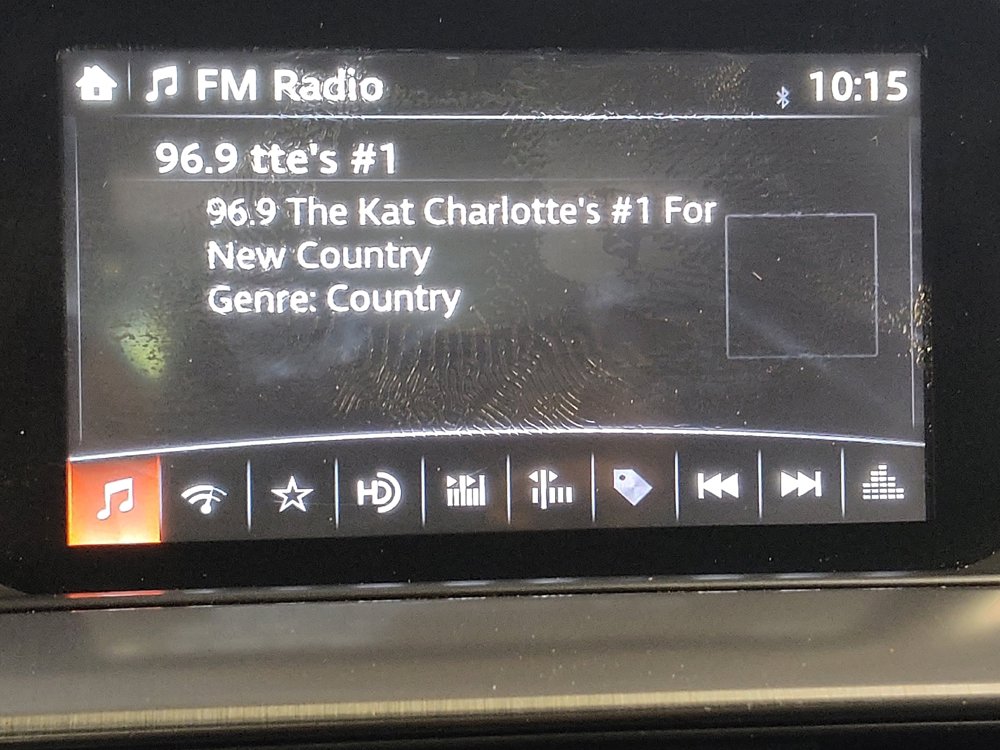 FM Radio
10:15
96.9 tte's #1
96.9 The Kat Charlotte's #1 For
New Country
Genre: Country
HD